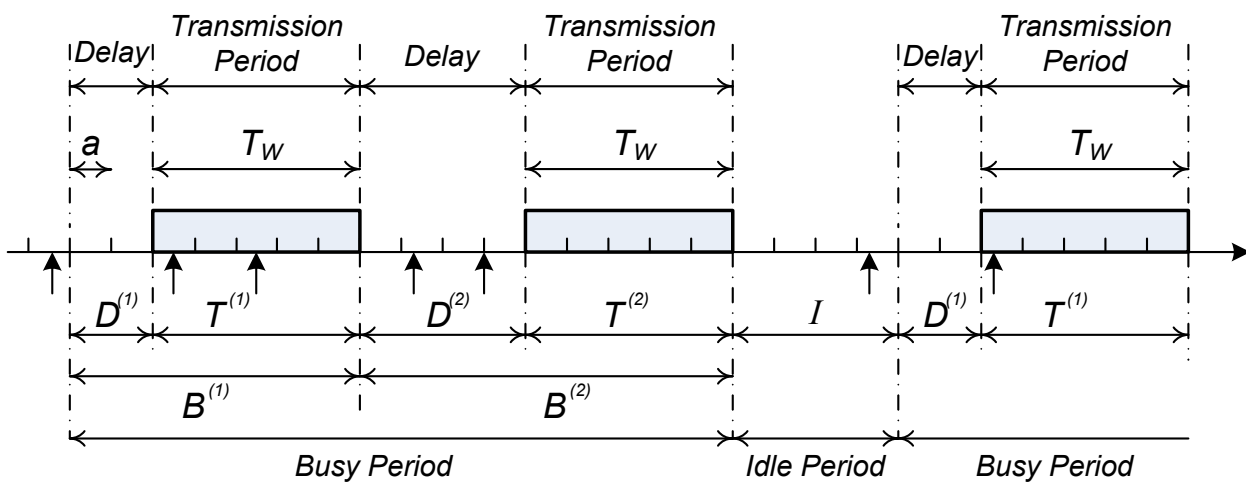 Delay Transmission Period Delay Transmission Period Delay Transmission Period
a T_W T_W T_W
D^(1) T^(1) D^(2) T^(2) I D^(1) T^(1)
B^(1) B^(2)
Busy Period Idle Period Busy Period